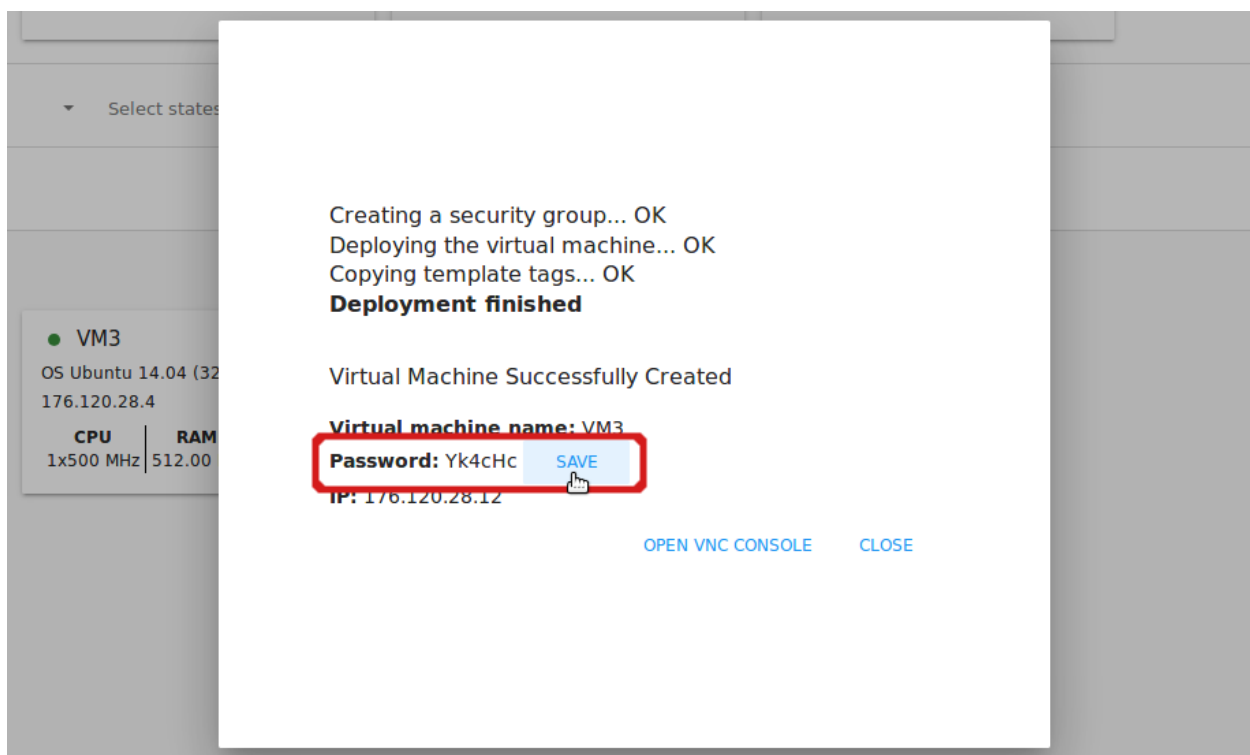 Select states
Creating a security group... OK
Deploying the virtual machine... OK
Copying template tags... OK
Deployment finished
VM3
OS Ubuntu 14.04 (32
176.120.28.4
CPU RAM
1x500 MHz 512.00
Virtual Machine Successfully Created
Virtual machine name: VM3
Password: Yk4cHc SAVE
IP: 176.120.28.12
OPEN VNC CONSOLE CLOSE